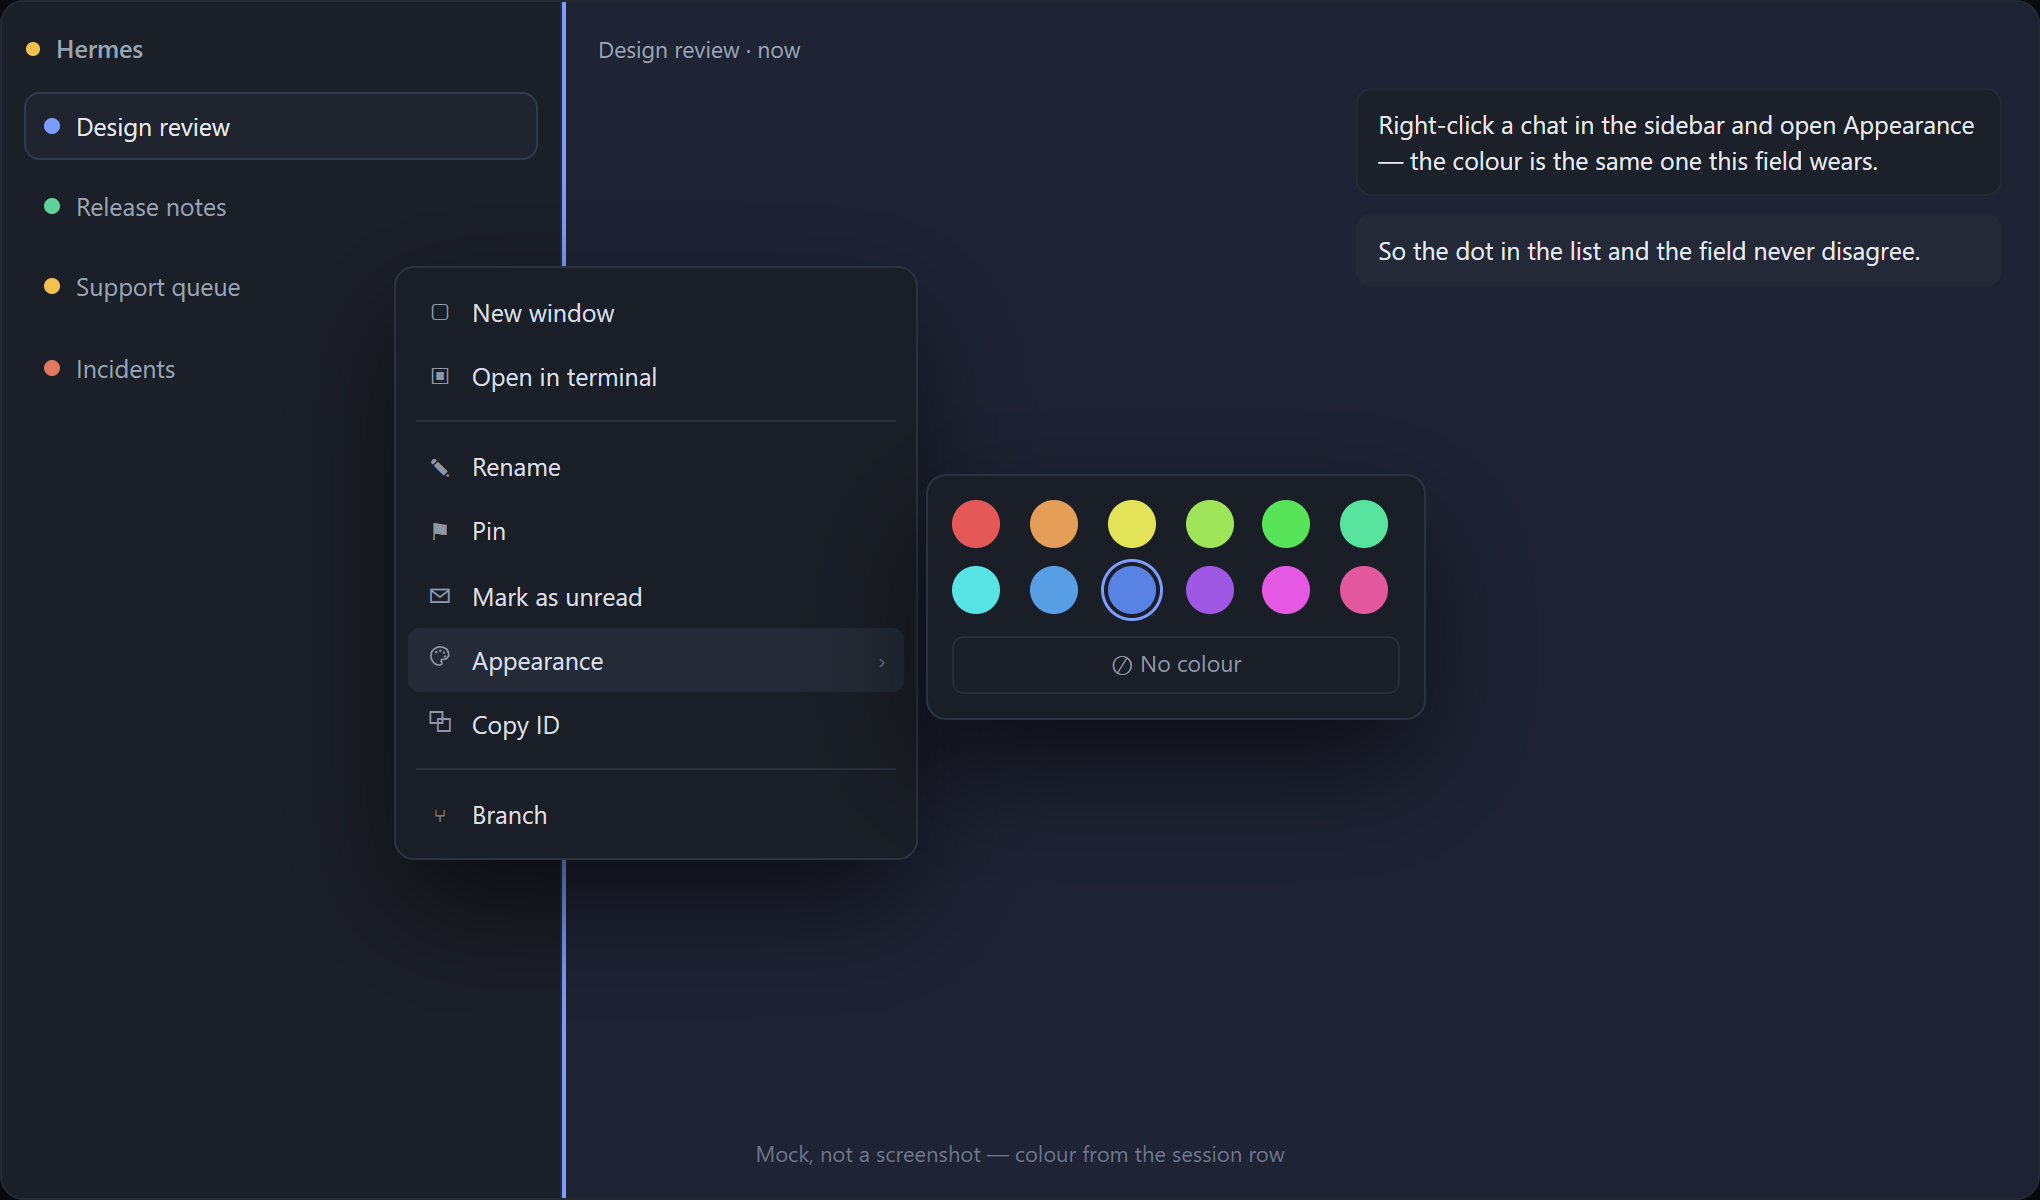 Hermes
Design review
Release notes
Support queue
Incidents
Design review · now
Right-click a chat in the sidebar and open Appearance
— the colour is the same one this field wears.
So the dot in the list and the field never disagree.
New window
Open in terminal
Rename
Pin
Mark as unread
Appearance
Copy ID
Branch
No colour
Mock, not a screenshot — colour from the session row